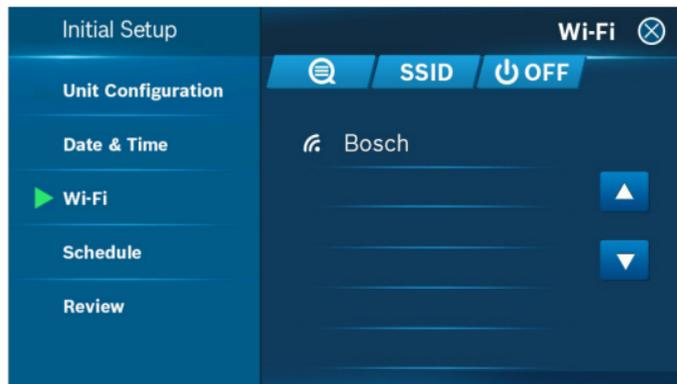 Initial Setup
Wi-Fi
Unit Configuration
Date & Time
Wi-Fi
Schedule
Review
SSID
OFF
Bosch